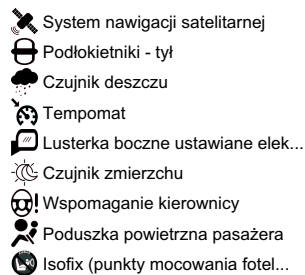 System nawigacji satelitarnej
Podłokietniki - tył
Czujnik deszczu
Tempomat
Lusterka boczne ustawiane elek...
Czujnik zmierzchu
Wspomaganie kierownicy
Poduszka powietrzna pasażera
Isofix (punkty mocowania fotel...